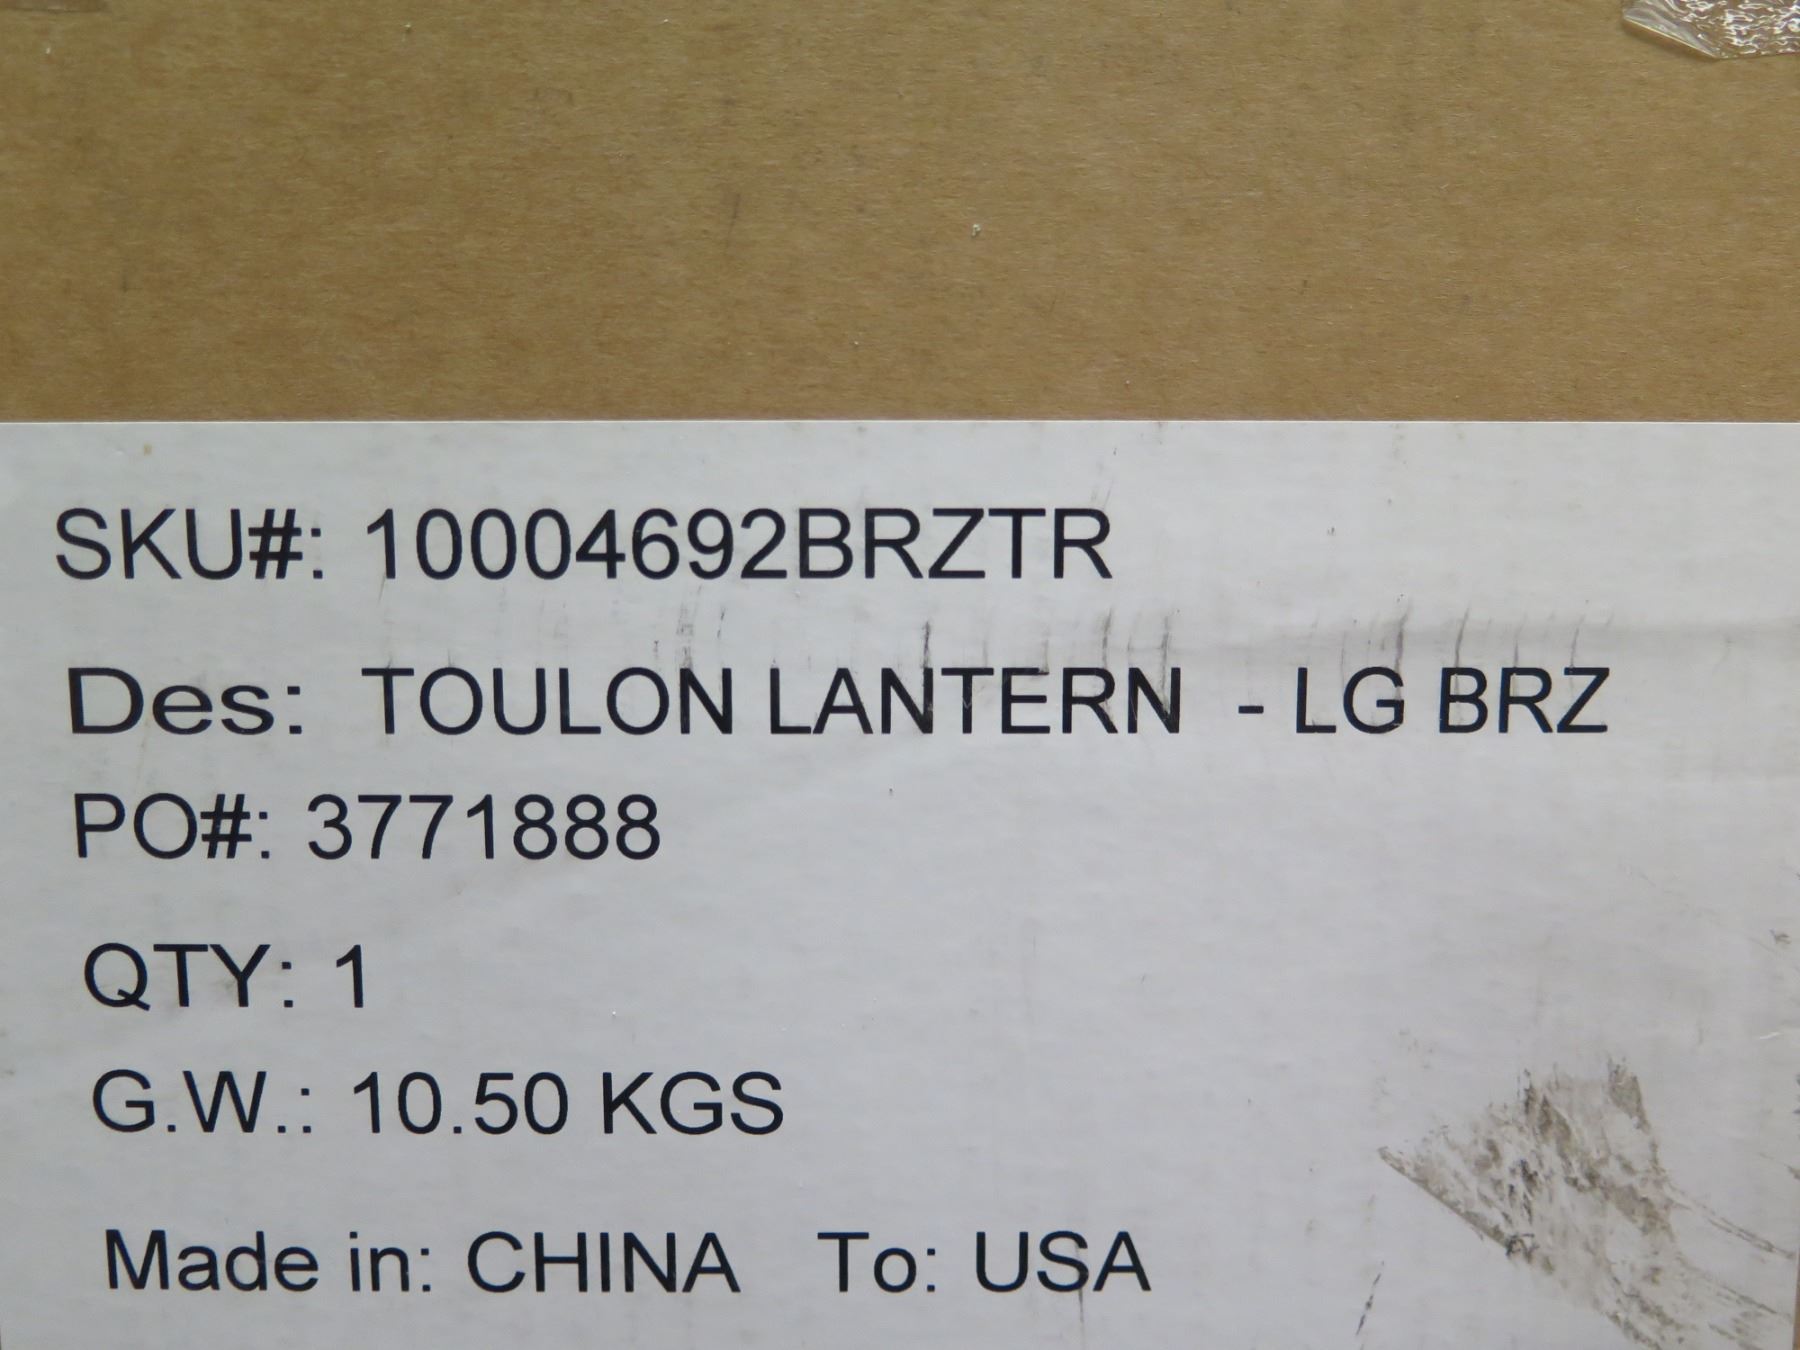 SKU#: 10004692BRZTR
Des: TOULON LANTERN - LG BRZ
PO#: 3771888
QTY: 1
G.W.: 10.50 KGS
Made in: CHINA To: USA